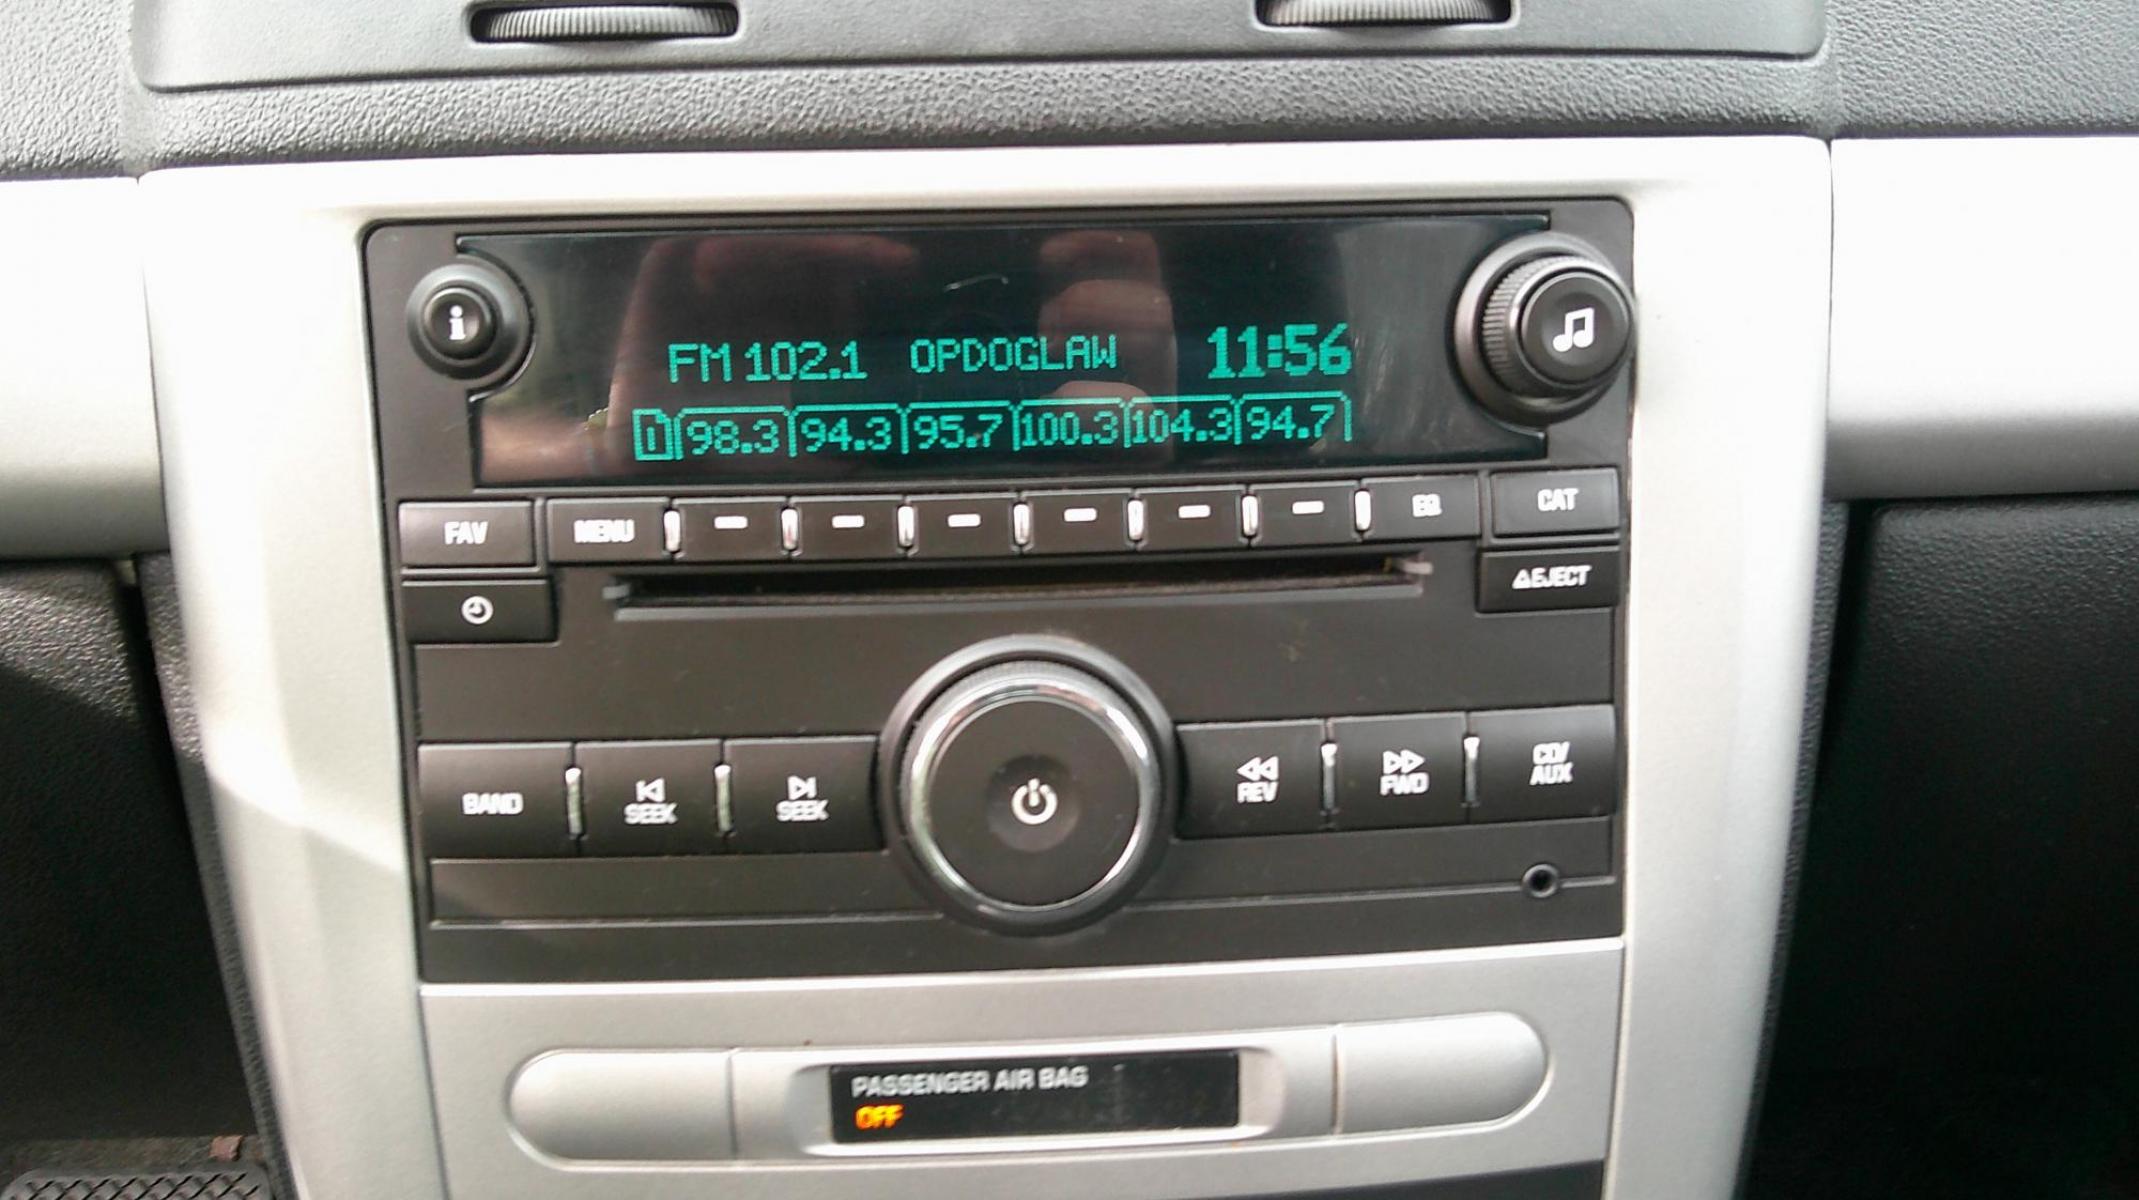 i
FM 102.1 OPDOGLAW 11:56
1 98.3 94.3 95.7 100.3 104.3 94.7
FAV MENU EQ CAT
EJECT
BAND SEEK SEEK REV FWD CD/AUX
PASSENGER AIR BAG
OFF